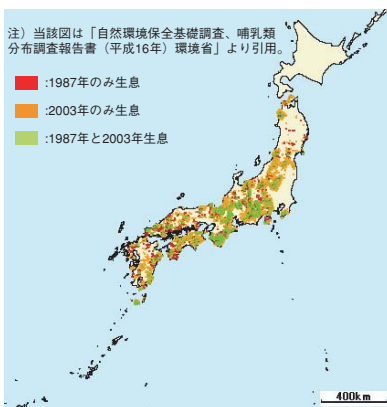 注）当該図は「自然環境保全基礎調査、哺乳類
分布調査報告書（平成16年）環境省」より引用。
:1987年のみ生息
:2003年のみ生息
:1987年と2003年生息
400km